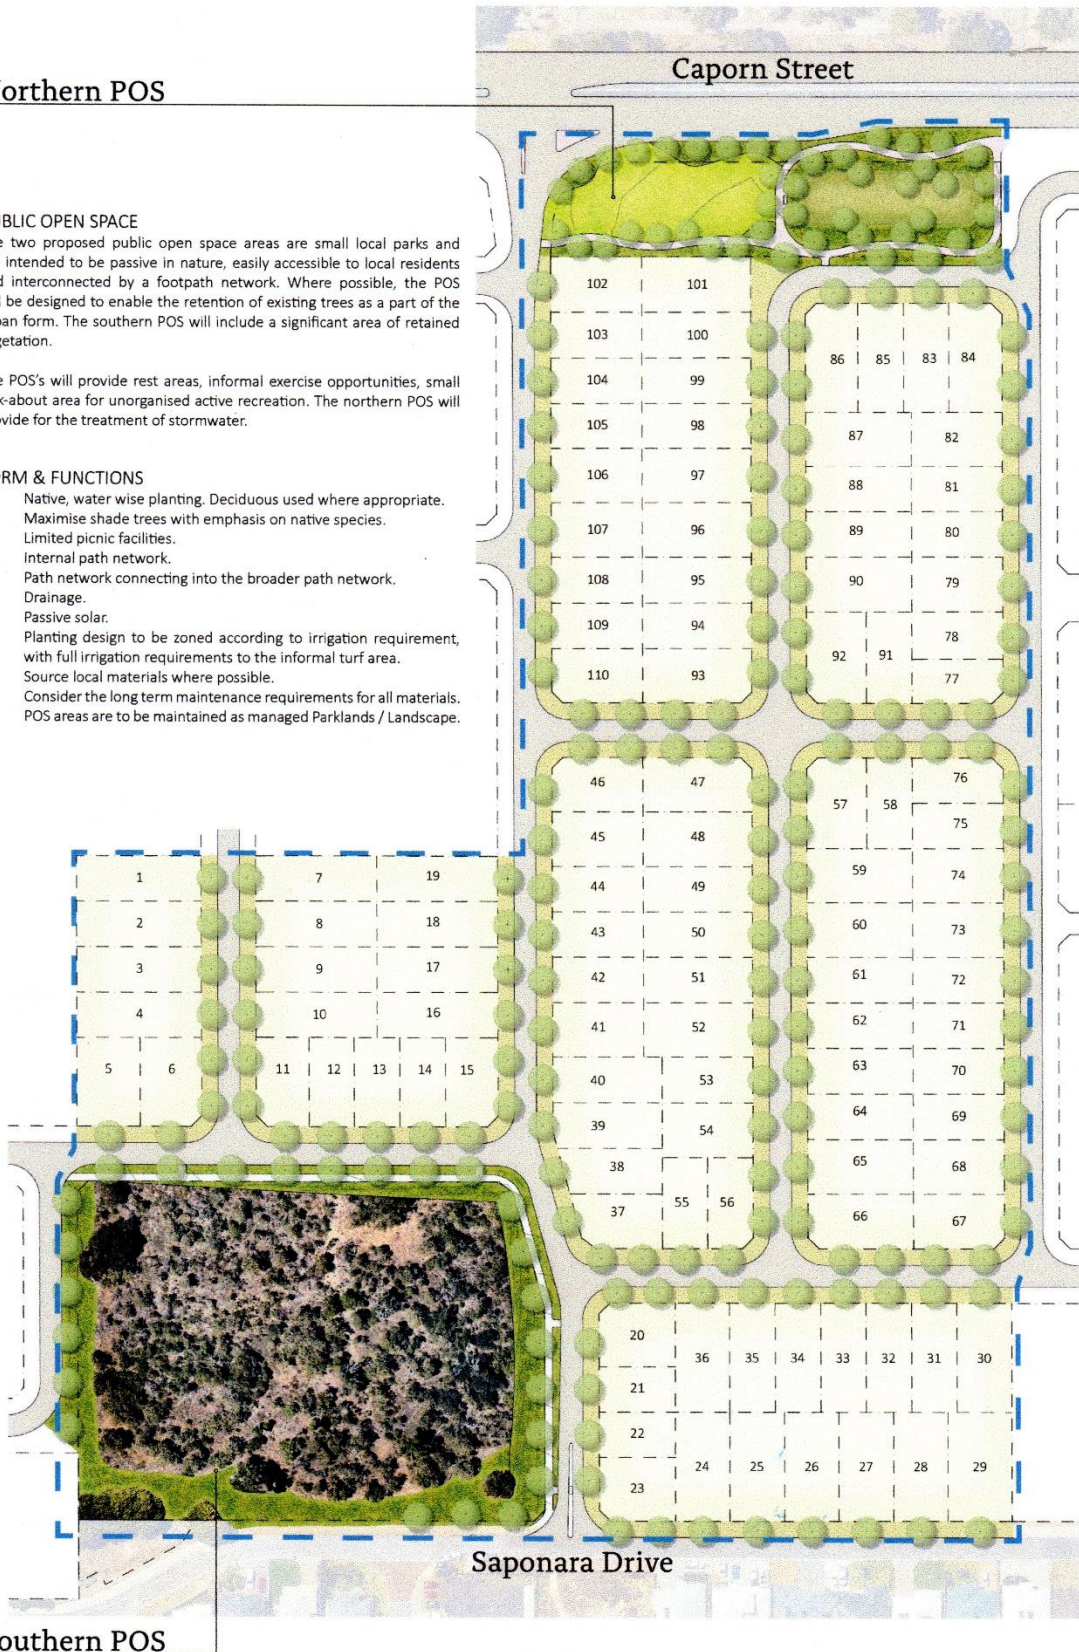 Caporn Street
orthern POS
UBLIC OPEN SPACE
e two proposed public open space areas are small local parks and
intended to be passive in nature, easily accessible to local residents
d interconnected by a footpath network. Where possible, the POS
l be designed to enable the retention of existing trees as a part of the
ban form. The southern POS will include a significant area of retained
getation.
e POS's will provide rest areas, informal exercise opportunities, small
k-about area for unorganised active recreation. The northern POS will
ovide for the treatment of stormwater.
RM & FUNCTIONS
Native, water wise planting. Deciduous used where appropriate.
Maximise shade trees with emphasis on native species.
Limited picnic facilities.
Internal path network.
Path network connecting into the broader path network.
Drainage.
Passive solar.
Planting design to be zoned according to irrigation requirement,
with full irrigation requirements to the informal turf area.
Source local materials where possible.
Consider the long term maintenance requirements for all materials.
POS areas are to be maintained as managed Parklands / Landscape.
102 101
103 100
104 99
105 98
106 97
107 96
108 95
109 94
110 93
86 85 83 84
87 82
88 81
89 80
90 79
78
92 91
77
46 47
45 48
44 49
43 50
42 51
41 52
40 53
39 54
38
37 55 56
76
57 58
75
59 74
60 73
61 72
62 71
63 70
64 69
65 68
66 67
1
2
3
4
5 6
7 19
8 18
9 17
10 16
11 12 13 14 15
20
36 35 34 33 32 31 30
21
22
24 25 26 27 28 29
23
Saponara Drive
outhern POS